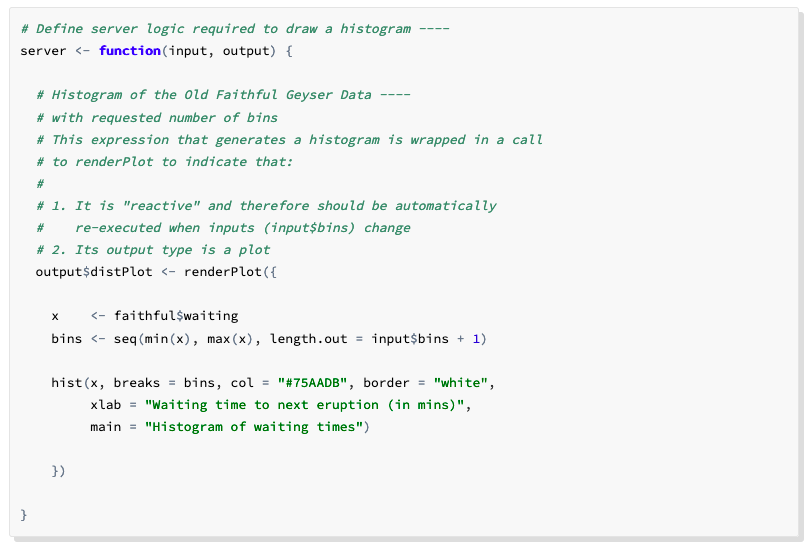 # Define server logic required to draw a histogram ----
server <- function(input, output) {
# Histogram of the Old Faithful Geyser Data ----
# with requested number of bins
# This expression that generates a histogram is wrapped in a call
# to renderPlot to indicate that:
#
# 1. It is "reactive" and therefore should be automatically
#    re-executed when inputs (input$bins) change
# 2. Its output type is a plot
output$distPlot <- renderPlot({
x    <- faithful$waiting
bins <- seq(min(x), max(x), length.out = input$bins + 1)
hist(x, breaks = bins, col = "#75AADB", border = "white",
xlab = "Waiting time to next eruption (in mins)",
main = "Histogram of waiting times")
})
}